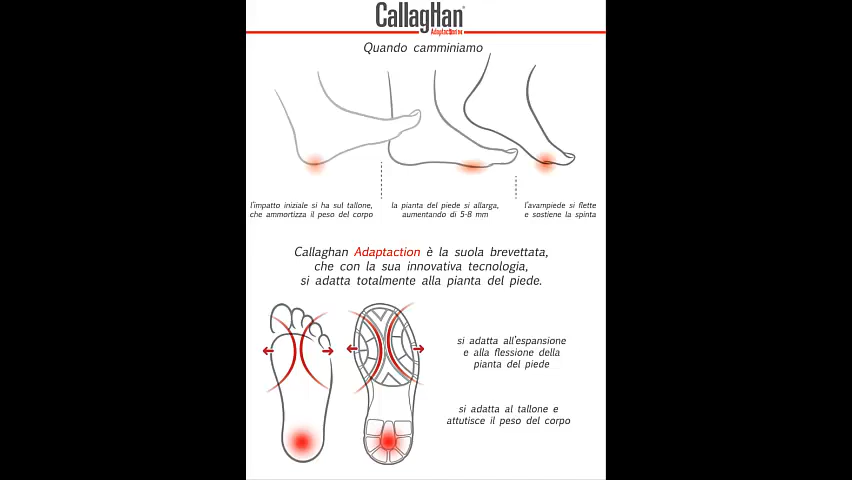 CallagHan
Adaptaction
Quando camminiamo
l'impatto iniziale si ha sul tallone,
che ammortizza il peso del corpo
la pianta del piede si allarga,
aumentando di 5-8 mm
l'avampiede si flette
e sostiene la spinta
Callaghan Adaptaction è la suola brevettata,
che con la sua innovativa tecnologia,
si adatta totalmente alla pianta del piede.
si adatta all'espansione
e alla flessione della
pianta del piede
si adatta al tallone e
attutisce il peso del corpo